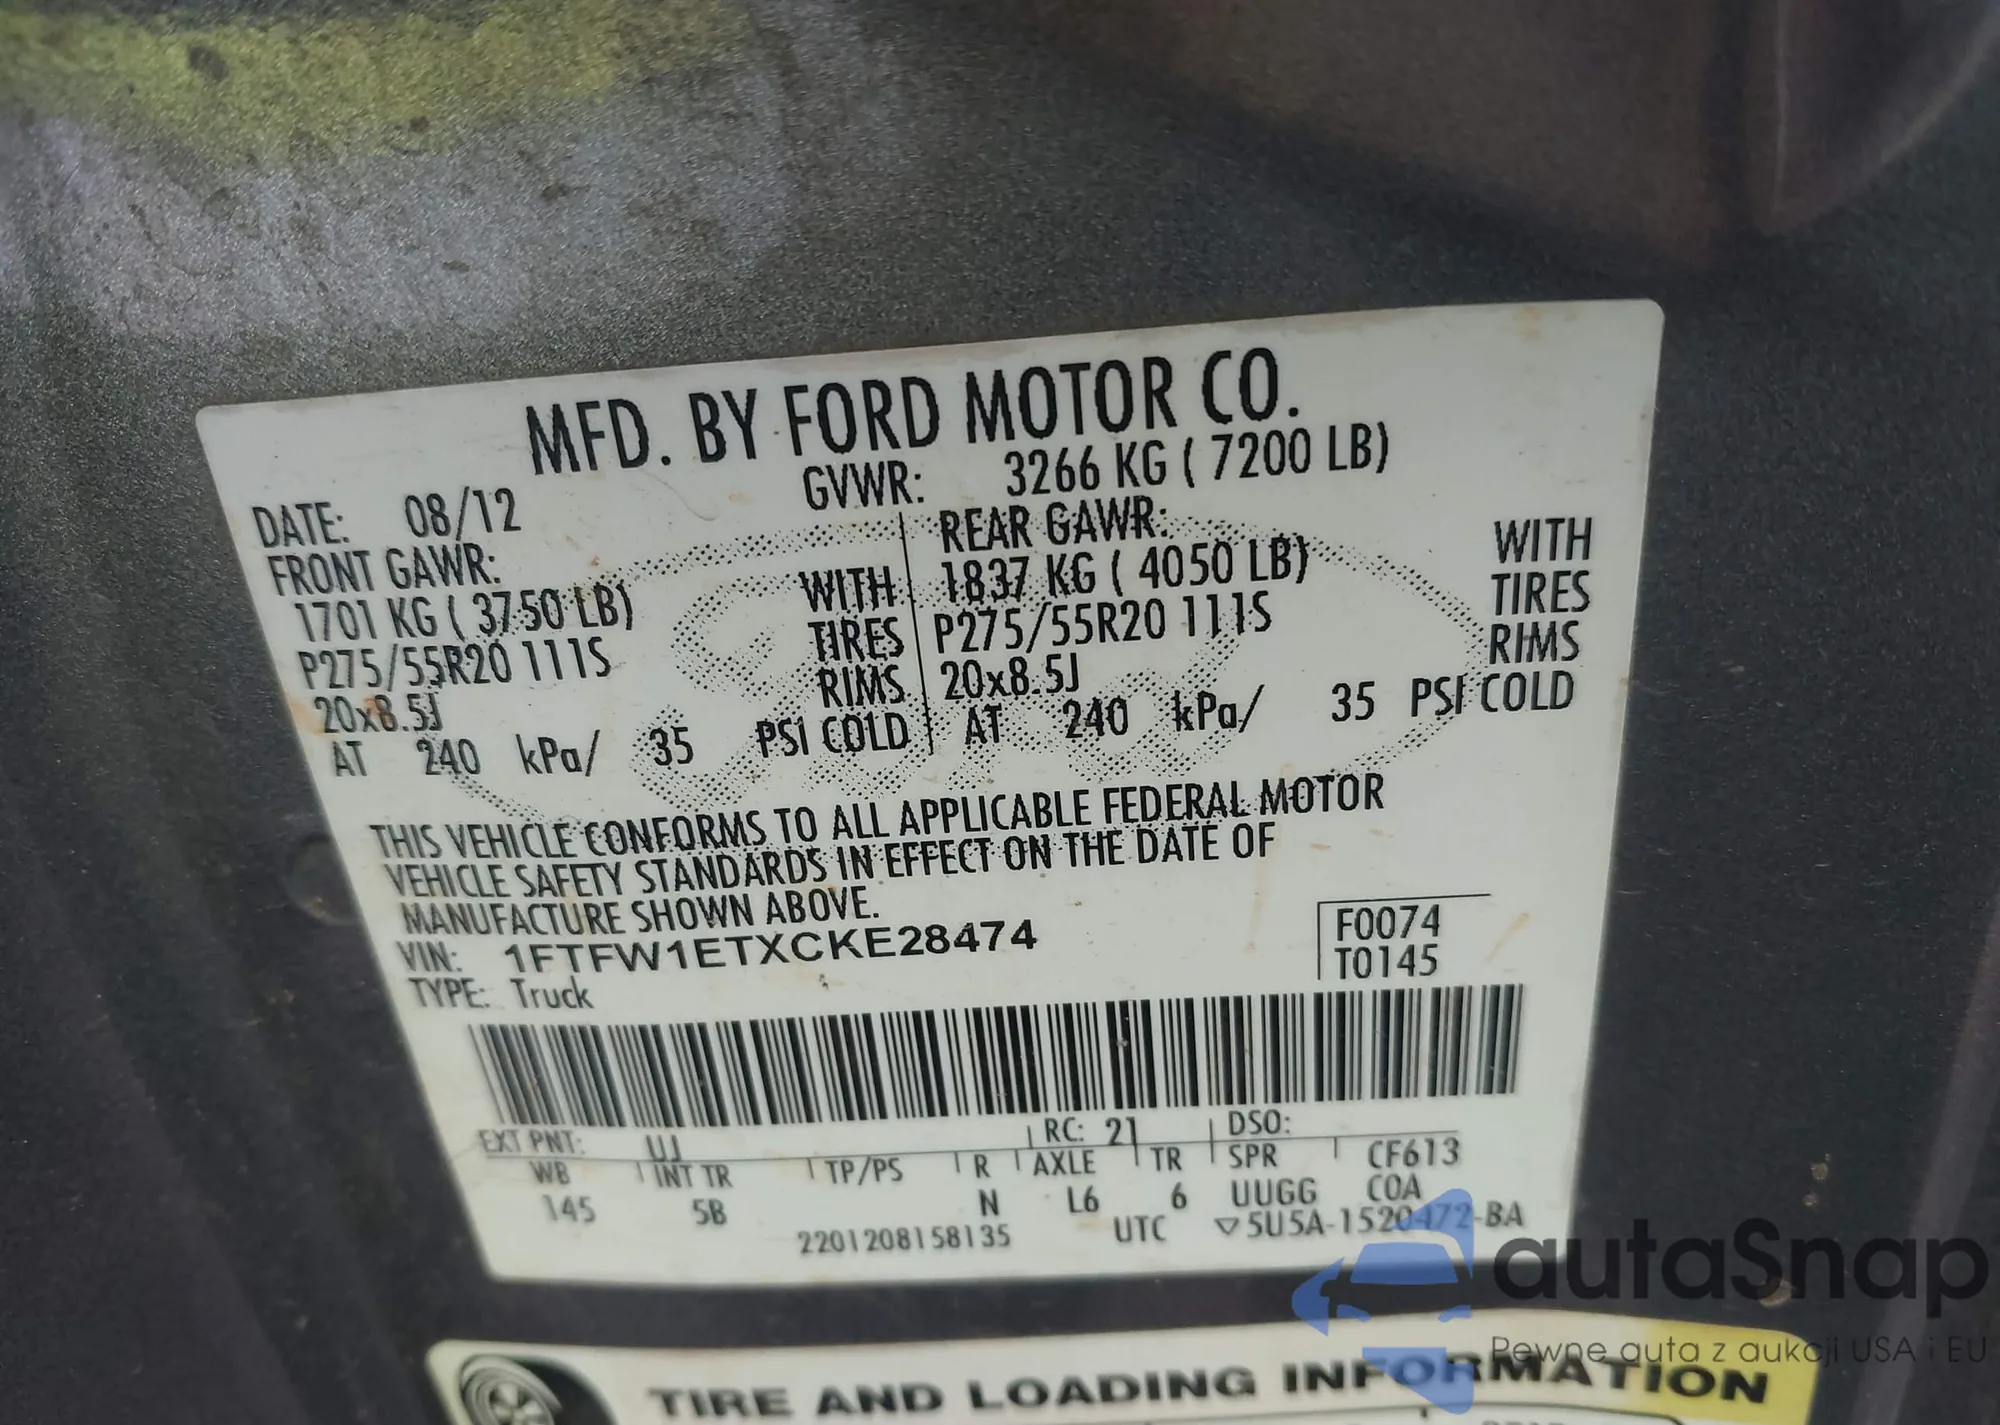 MFD. BY FORD MOTOR CO.
DATE: 08/12 GVWR: 3266 KG ( 7200 LB)
FRONT GAWR: REAR GAWR:
1701 KG ( 3750 LB) WITH 1837 KG ( 4050 LB) WITH
P275/55R20 111S TIRES P275/55R20 111S TIRES
20x8.5J RIMS 20x8.5J RIMS
AT 240 kPa/ 35 PSI COLD AT 240 kPa/ 35 PSI COLD
THIS VEHICLE CONFORMS TO ALL APPLICABLE FEDERAL MOTOR
VEHICLE SAFETY STANDARDS IN EFFECT ON THE DATE OF
MANUFACTURE SHOWN ABOVE.
VIN: 1FTFW1ETXCKE28474 F0074
TYPE: Truck T0145
EXT PNT: UJ RC: 21 DSO:
WB INT TR TP/PS R AXLE TR SPR CF613
145 5B N L6 6 UUGG COA
2201208158135 UTC ▽5U5A-1520472-BA
autaSnap
Pewne auta z aukcji USA i EU
TIRE AND LOADING INFORMATION